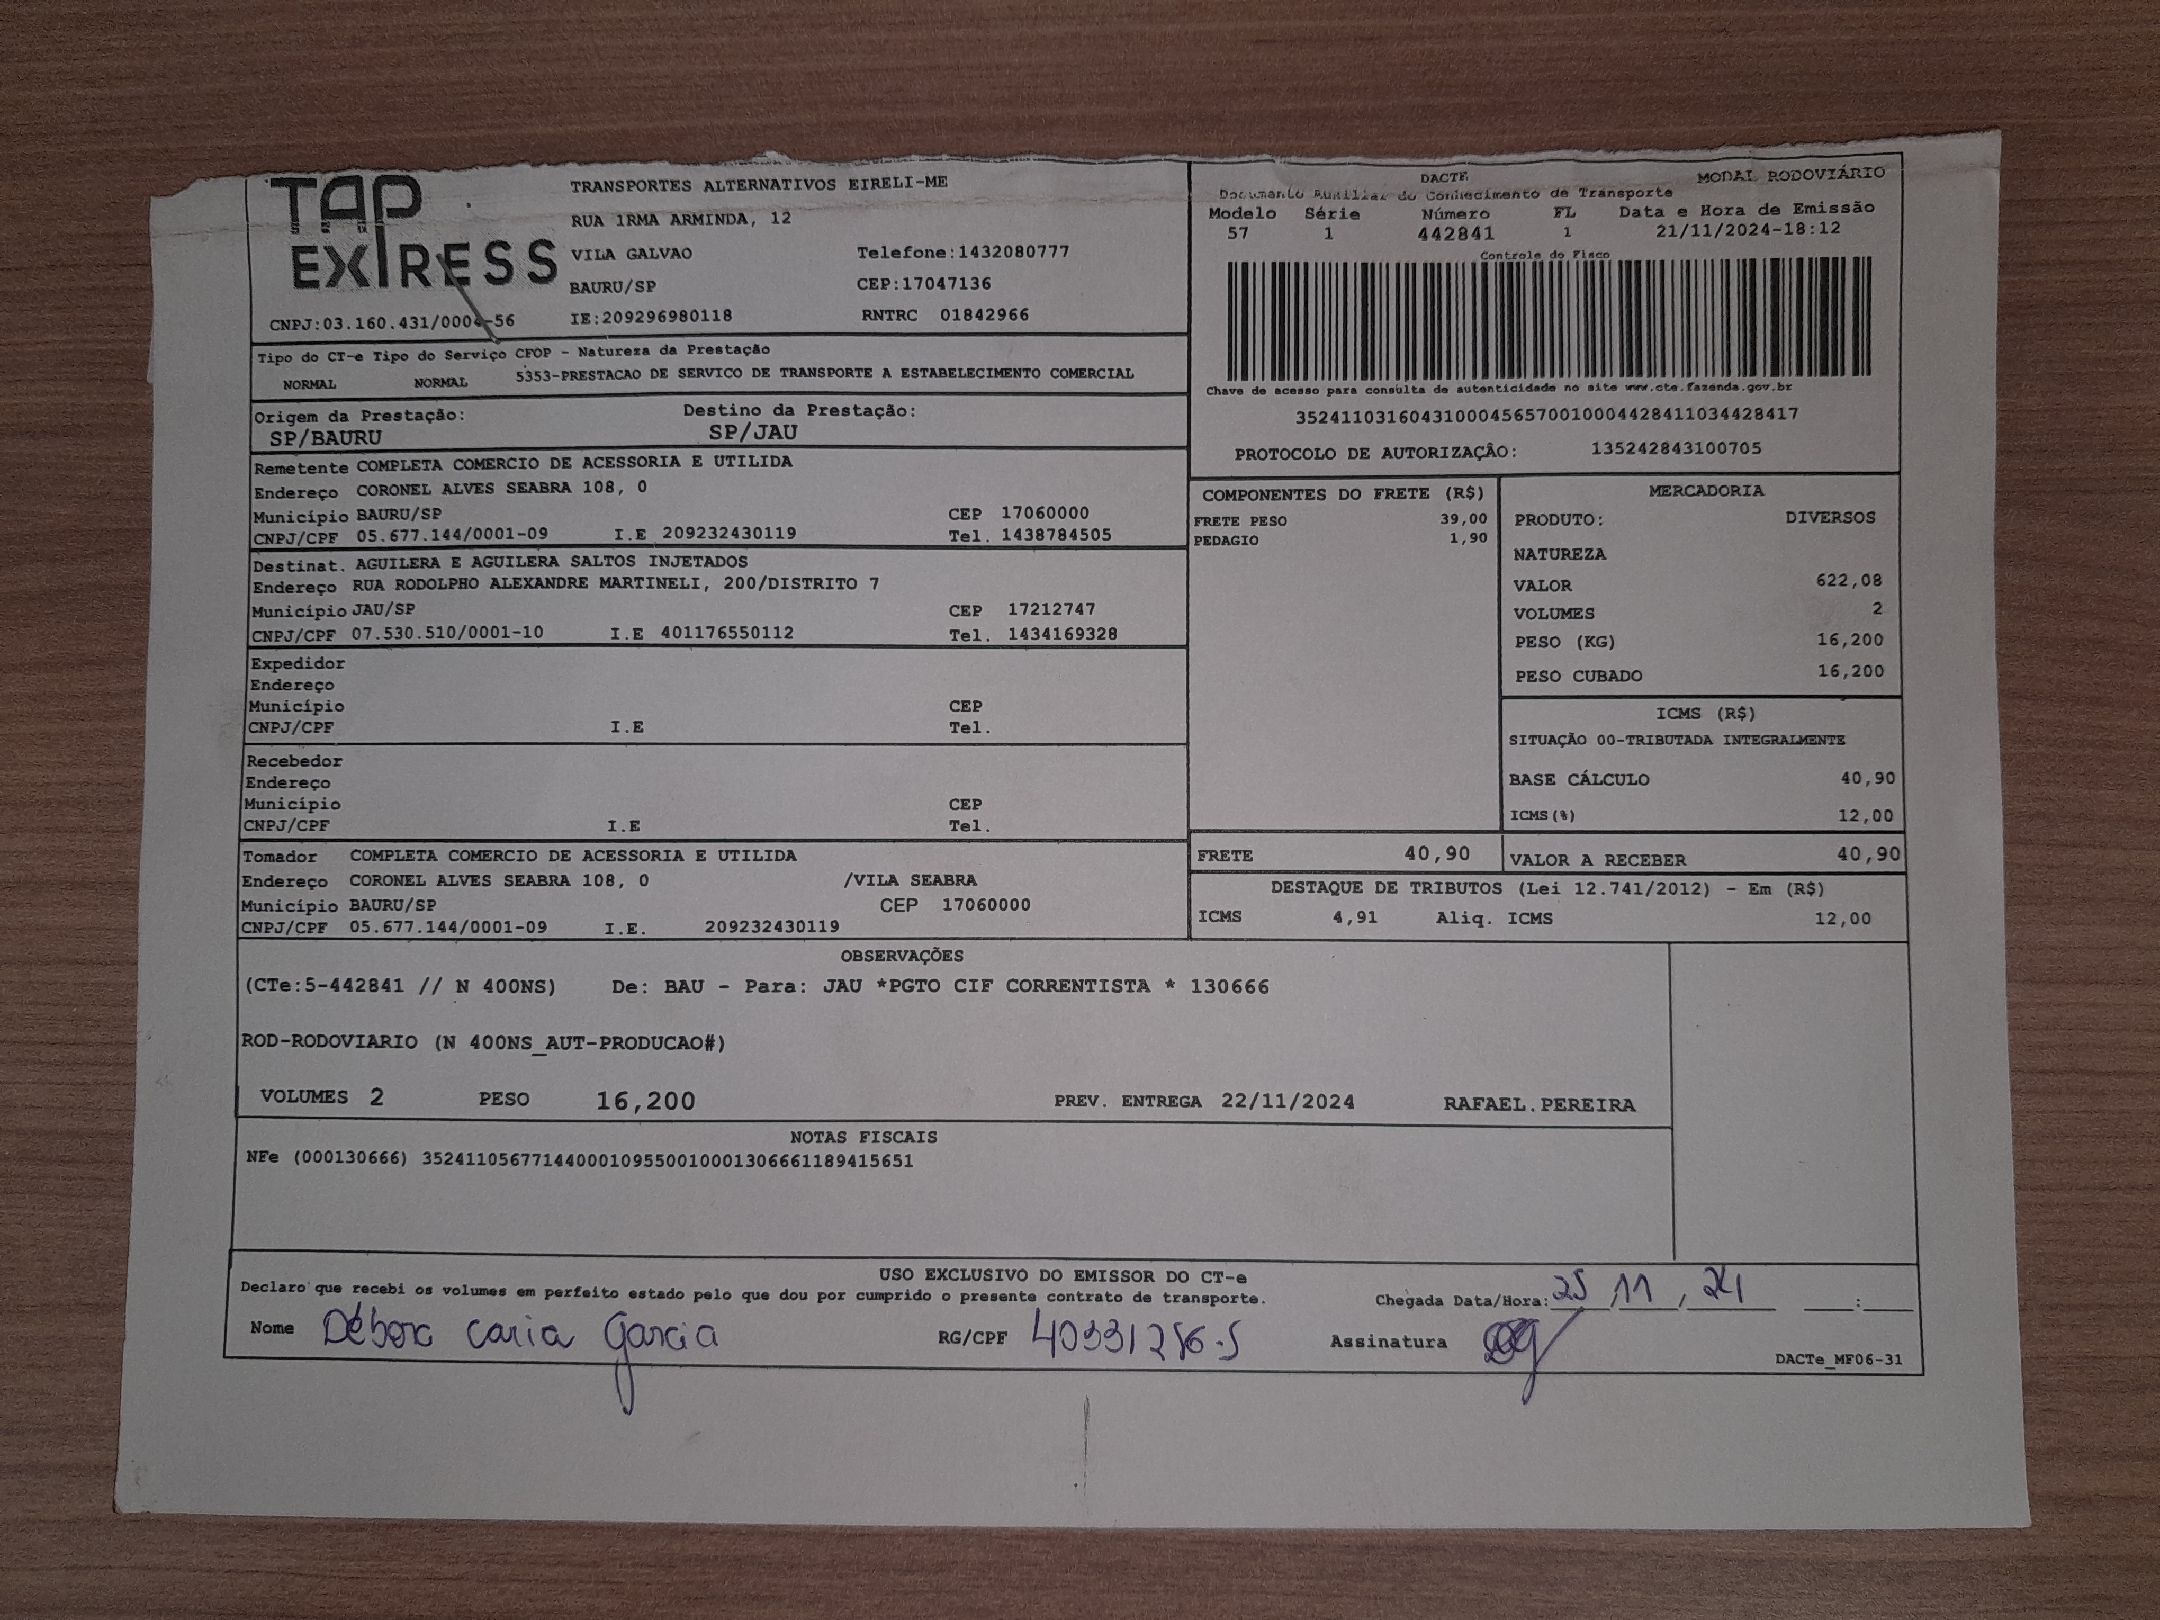 TAP
EXPRESS
TRANSPORTES ALTERNATIVOS EIRELI-ME
RUA 1RMA ARMINDA, 12
VILA GALVAO Telefone:1432080777
BAURU/SP CEP:17047136
CNPJ:03.160.431/0004-56 IE:209296980118 RNTRC 01842966
DACTE MODAL RODOVIÁRIO
Documento Auxiliar do Conhecimento de Transporte
Modelo Série Número FL Data e Hora de Emissão
57 1 442841 1 21/11/2024-18:12
Controle do Fisco
Chave de acesso para consulta de autenticidade no site www.cte.fazenda.gov.br
35241103160431000456570010004428411034428417
PROTOCOLO DE AUTORIZAÇÂO: 135242843100705
Tipo do CT-e Tipo do Serviço CFOP - Natureza da Prestação
NORMAL NORMAL 5353-PRESTACAO DE SERVICO DE TRANSPORTE A ESTABELECIMENTO COMERCIAL
Origem da Prestação: Destino da Prestação:
SP/BAURU SP/JAU
Remetente COMPLETA COMERCIO DE ACESSORIA E UTILIDA
Endereço CORONEL ALVES SEABRA 108, 0
Município BAURU/SP CEP 17060000
CNPJ/CPF 05.677.144/0001-09 I.E 209232430119 Tel. 1438784505
Destinat. AGUILERA E AGUILERA SALTOS INJETADOS
Endereço RUA RODOLPHO ALEXANDRE MARTINELI, 200/DISTRITO 7
Município JAU/SP CEP 17212747
CNPJ/CPF 07.530.510/0001-10 I.E 401176550112 Tel. 1434169328
Expedidor
Endereço
Município CEP
CNPJ/CPF I.E Tel.
Recebedor
Endereço
Município CEP
CNPJ/CPF I.E Tel.
Tomador COMPLETA COMERCIO DE ACESSORIA E UTILIDA
Endereço CORONEL ALVES SEABRA 108, 0 /VILA SEABRA
Município BAURU/SP CEP 17060000
CNPJ/CPF 05.677.144/0001-09 I.E. 209232430119
COMPONENTES DO FRETE (R$)
FRETE PESO 39,00
PEDAGIO 1,90
MERCADORIA
PRODUTO: DIVERSOS
NATUREZA
VALOR 622,08
VOLUMES 2
PESO (KG) 16,200
PESO CUBADO 16,200
ICMS (R$)
SITUAÇÃO 00-TRIBUTADA INTEGRALMENTE
BASE CÁLCULO 40,90
ICMS(%) 12,00
FRETE 40,90 VALOR A RECEBER 40,90
DESTAQUE DE TRIBUTOS (Lei 12.741/2012) - Em (R$)
ICMS 4,91 Aliq. ICMS 12,00
OBSERVAÇÕES
(CTe:5-442841 // N 400NS) De: BAU - Para: JAU *PGTO CIF CORRENTISTA * 130666
ROD-RODOVIARIO (N 400NS_AUT-PRODUCAO#)
VOLUMES 2 PESO 16,200 PREV. ENTREGA 22/11/2024 RAFAEL.PEREIRA
NOTAS FISCAIS
NFe (000130666) 35241105677144000109550010001306661189415651
USO EXCLUSIVO DO EMISSOR DO CT-e
Declaro que recebi os volumes em perfeito estado pelo que dou por cumprido o presente contrato de transporte.
Chegada Data/Hora: 25 11, 24 :
Nome Débora caria Garcia RG/CPF 40331256-5 Assinatura
DACTe_MF06-31